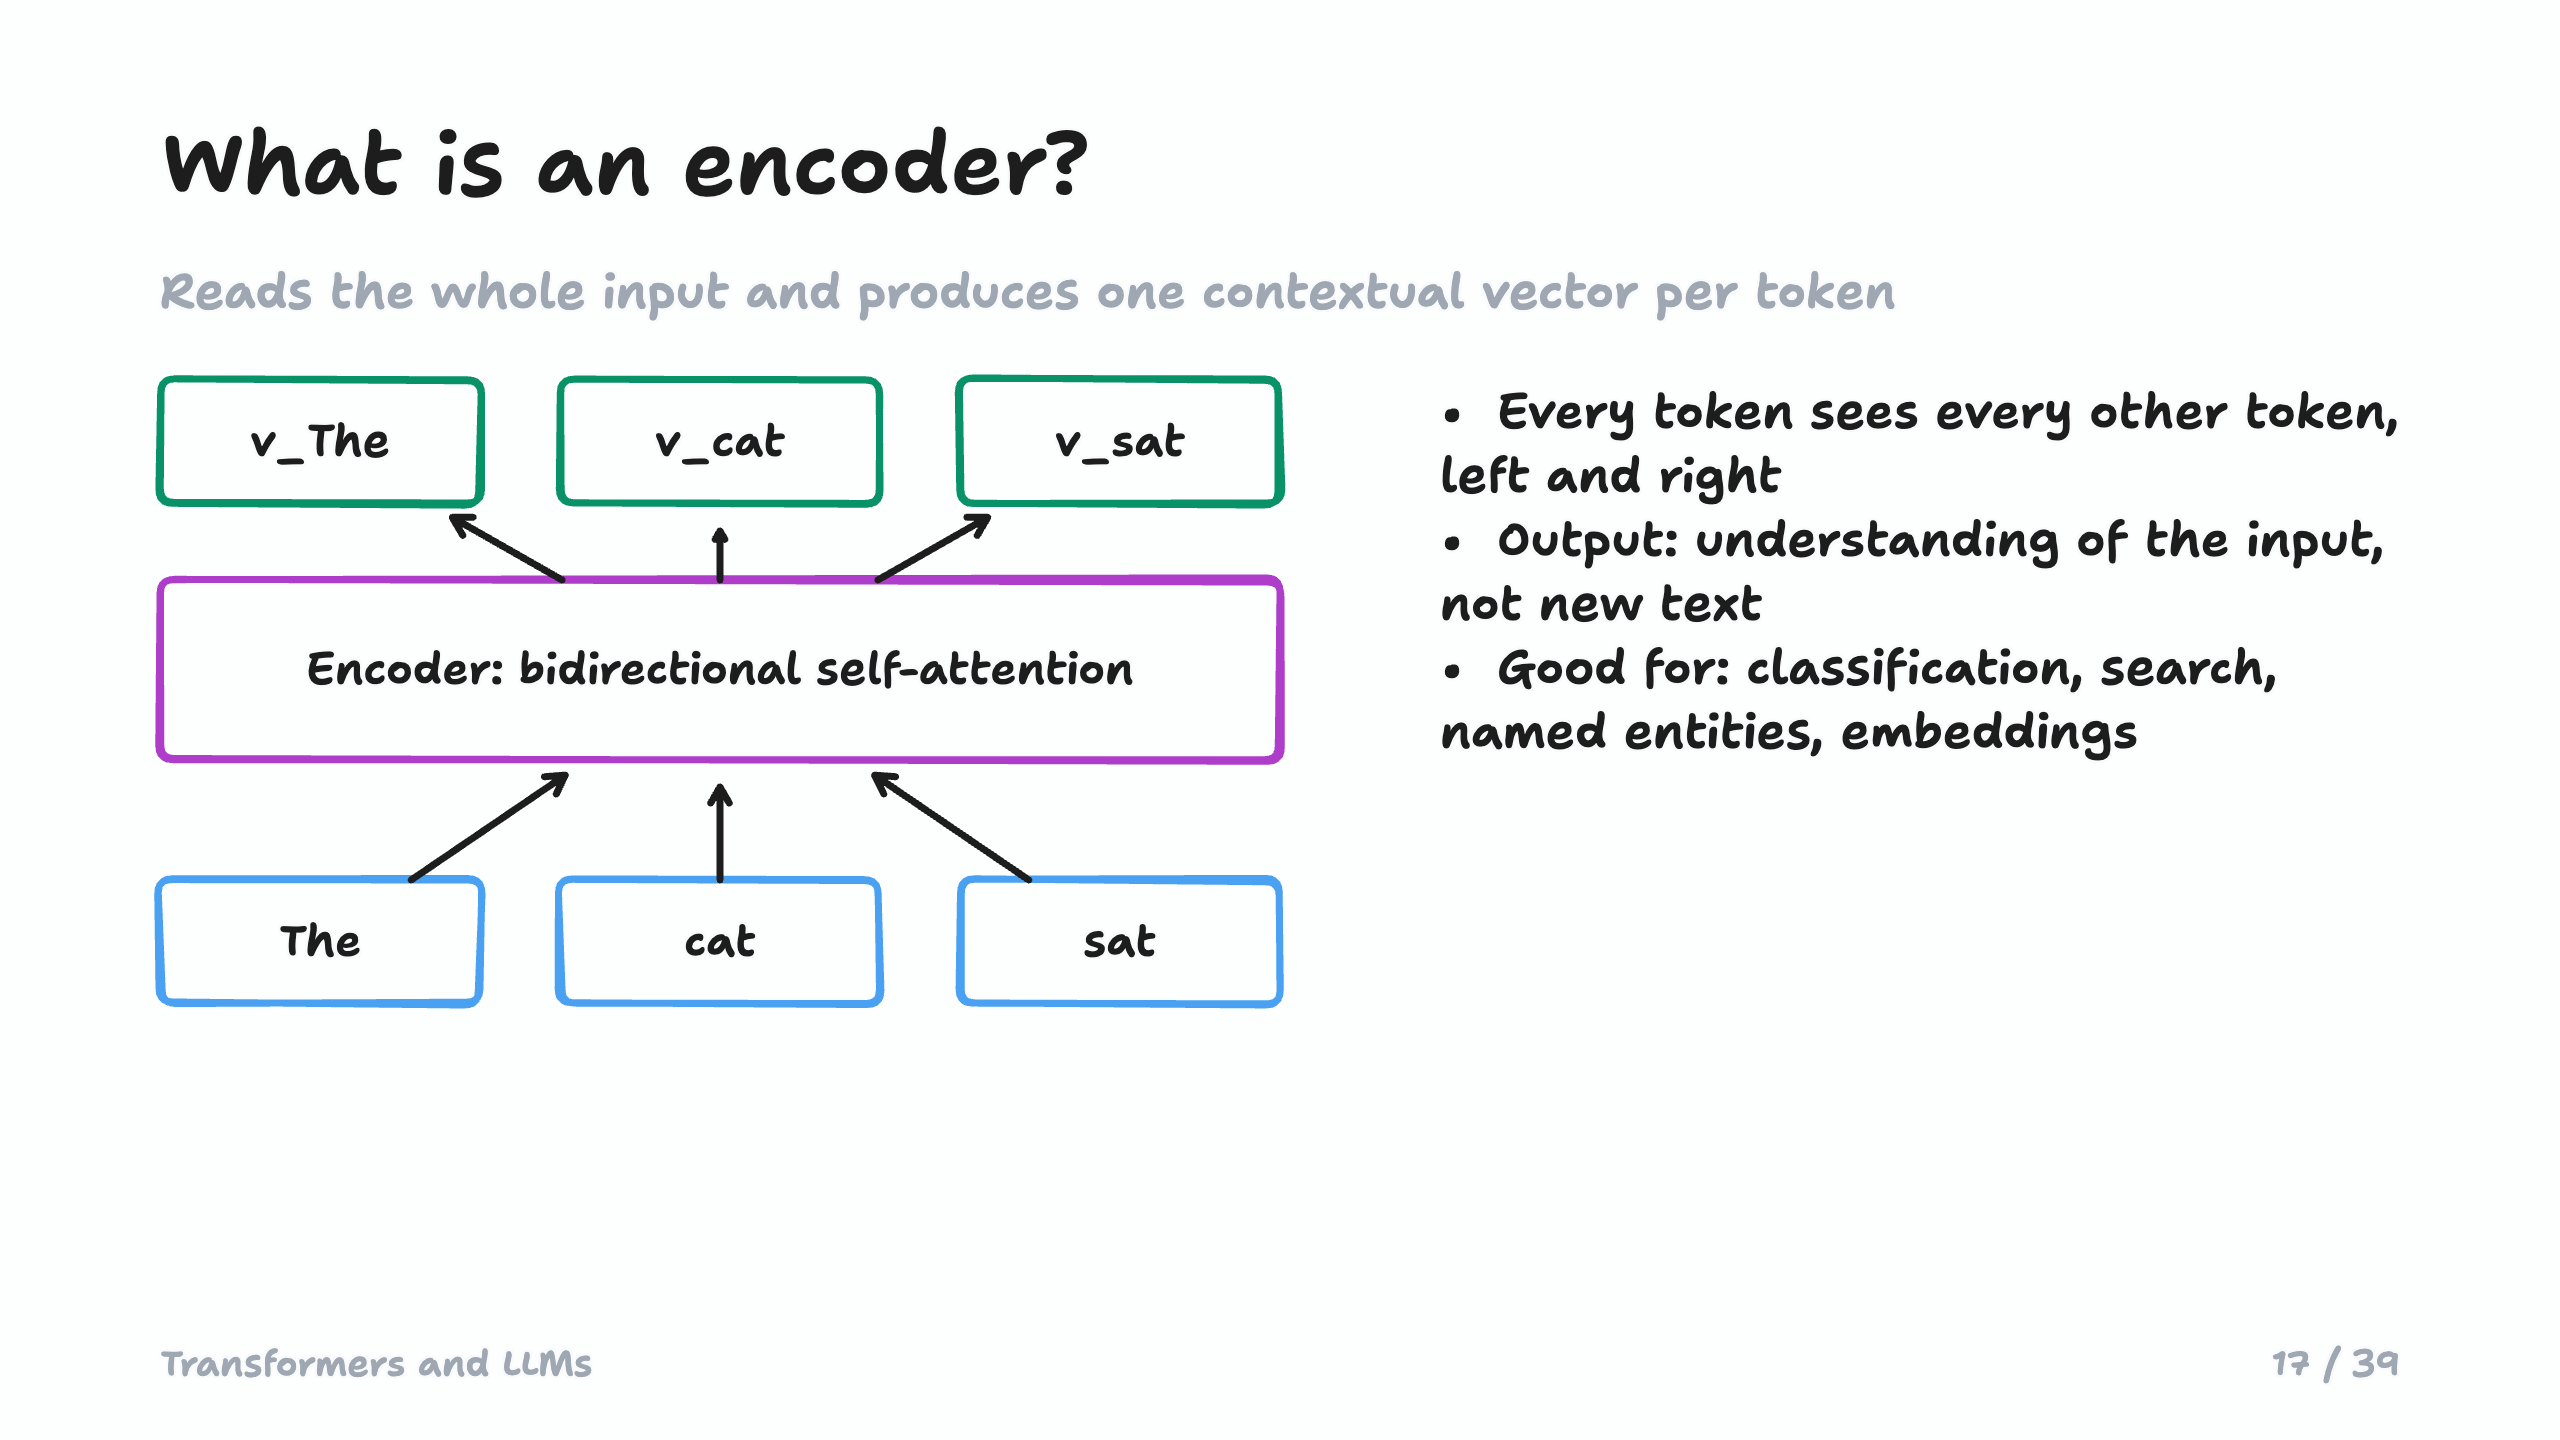 What is an encoder?
Reads the whole input and produces one contextual vector per token
v_The
v_cat
v_sat
Encoder: bidirectional self-attention
The
cat
sat
• Every token sees every other token,
left and right
• Output: understanding of the input,
not new text
• Good for: classification, search,
named entities, embeddings
Transformers and LLMs
17 / 39